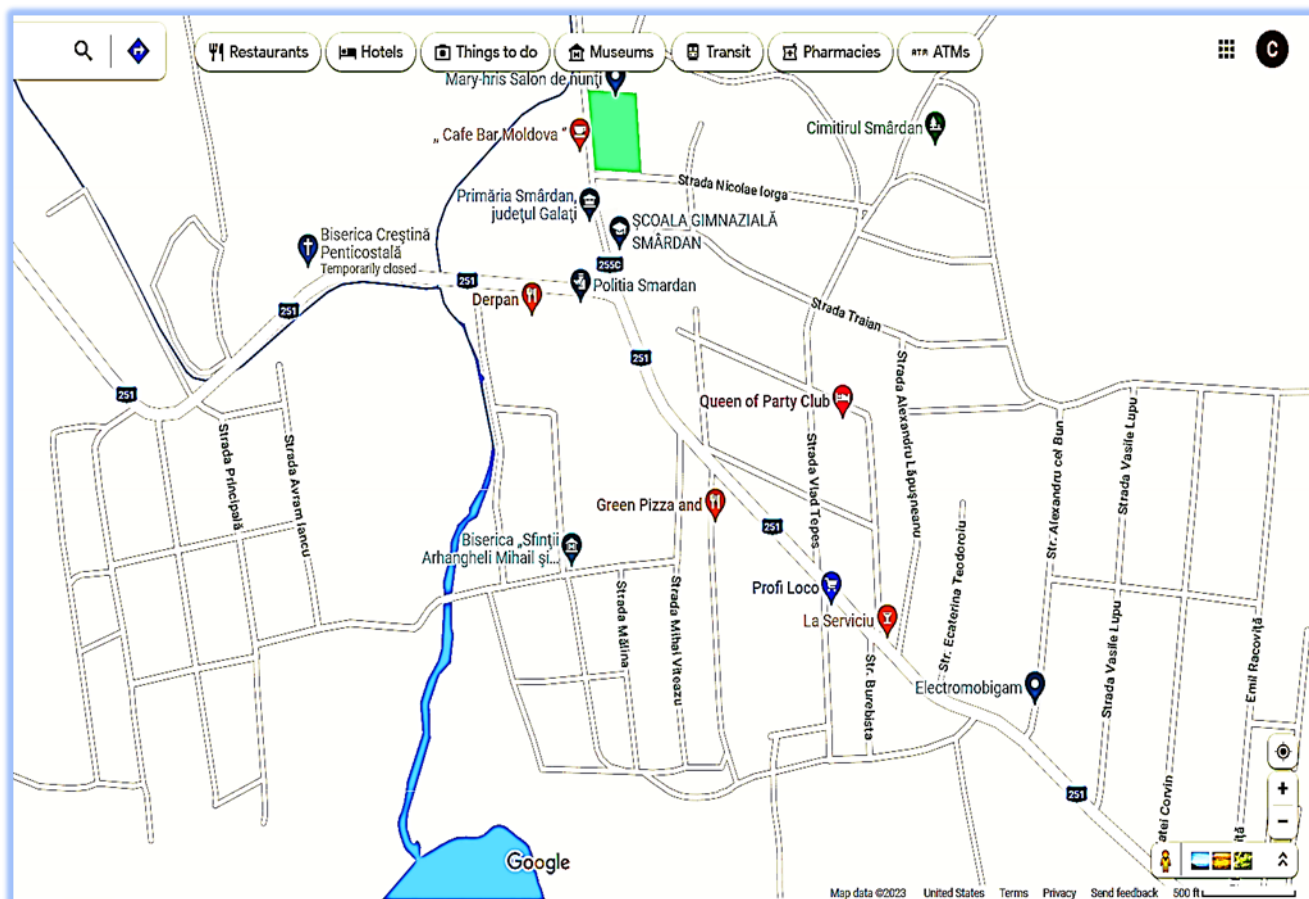 Restaurants
Hotels
Things to do
Museums
Transit
Pharmacies
ATM
ATMs
C
Mary-hris Salon de nunți
„ Cafe Bar Moldova “
Cimitirul Smârdan
Strada Nicolae Iorga
Primăria Smârdan,
județul Galați
ȘCOALA GIMNAZIALĂ
SMÂRDAN
Biserica Creștină
Penticostală
Temporarily closed
255C
251
Politia Smardan
Derpan
251
Strada Traian
251
251
Queen of Party Club
Strada Alexandru Lăpușneanu
Strada Principală
Strada Avram Iancu
Strada Vlad Tepes
Str. Alexandru cel Bun
Strada Vasile Lupu
Green Pizza and
251
Str. Ecaterina Teodoroiu
Biserica „Sfinții
Arhangheli Mihail și...
Profi Loco
La Serviciu
Strada Mălina
Strada Mihai Viteazu
Str. Burebista
Strada Vasile Lupu
Emil Racoviță
Electromobigam
251
atei Corvin
iță
Google
Map data ©2023
United States
Terms
Privacy
Send feedback
500 ft